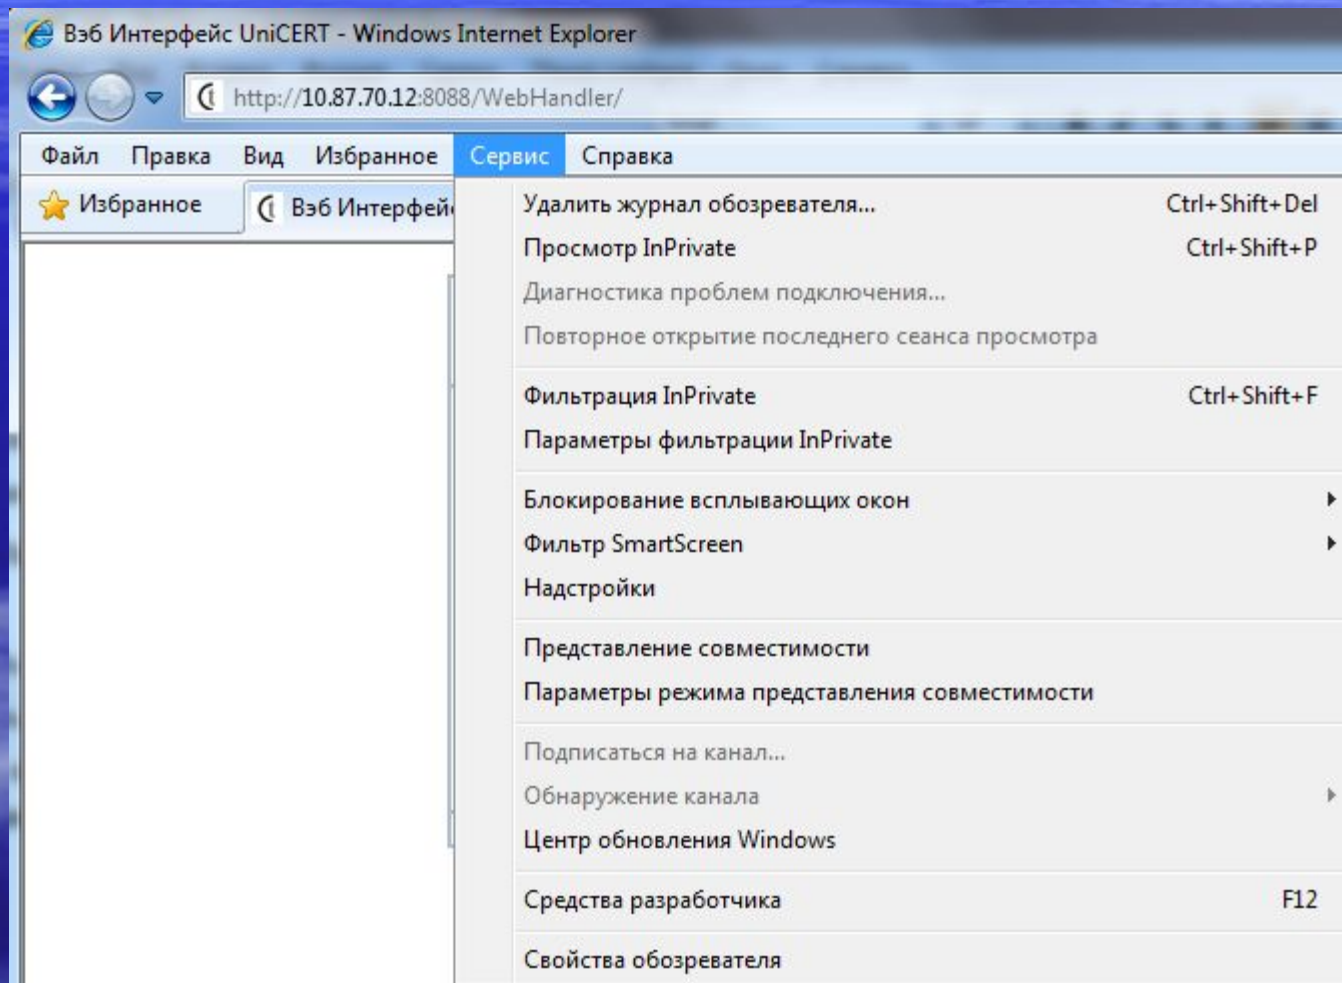 Вэб Интерфейс UniCERT - Windows Internet Explorer
http://10.87.70.12:8088/WebHandler/
Файл Правка Вид Избранное Сервис Справка
Избранное Вэб Интерфей
Удалить журнал обозревателя... Ctrl+Shift+Del
Просмотр InPrivate Ctrl+Shift+P
Диагностика проблем подключения...
Повторное открытие последнего сеанса просмотра
Фильтрация InPrivate Ctrl+Shift+F
Параметры фильтрации InPrivate
Блокирование всплывающих окон
Фильтр SmartScreen
Надстройки
Представление совместимости
Параметры режима представления совместимости
Подписаться на канал...
Обнаружение канала
Центр обновления Windows
Средства разработчика F12
Свойства обозревателя